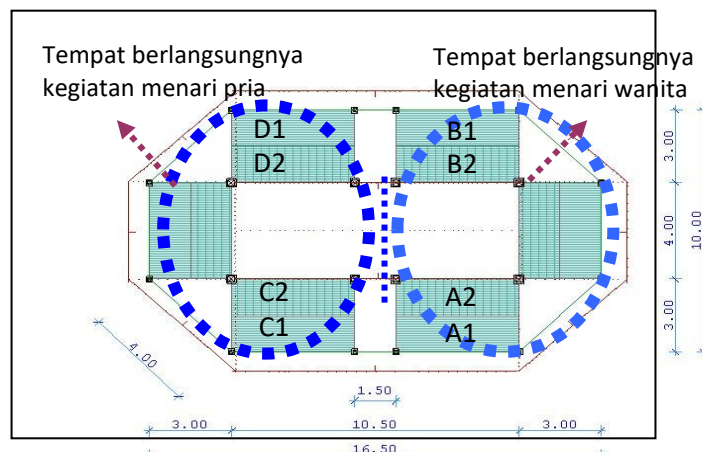 Tempat berlangsungnya
kegiatan menari pria
Tempat berlangsungnya
kegiatan menari wanita
D1
D2
B1
B2
C2
C1
A2
A1
3.00
4.00
3.00
10.00
4.00
1.50
3.00
10.50
3.00
16.50